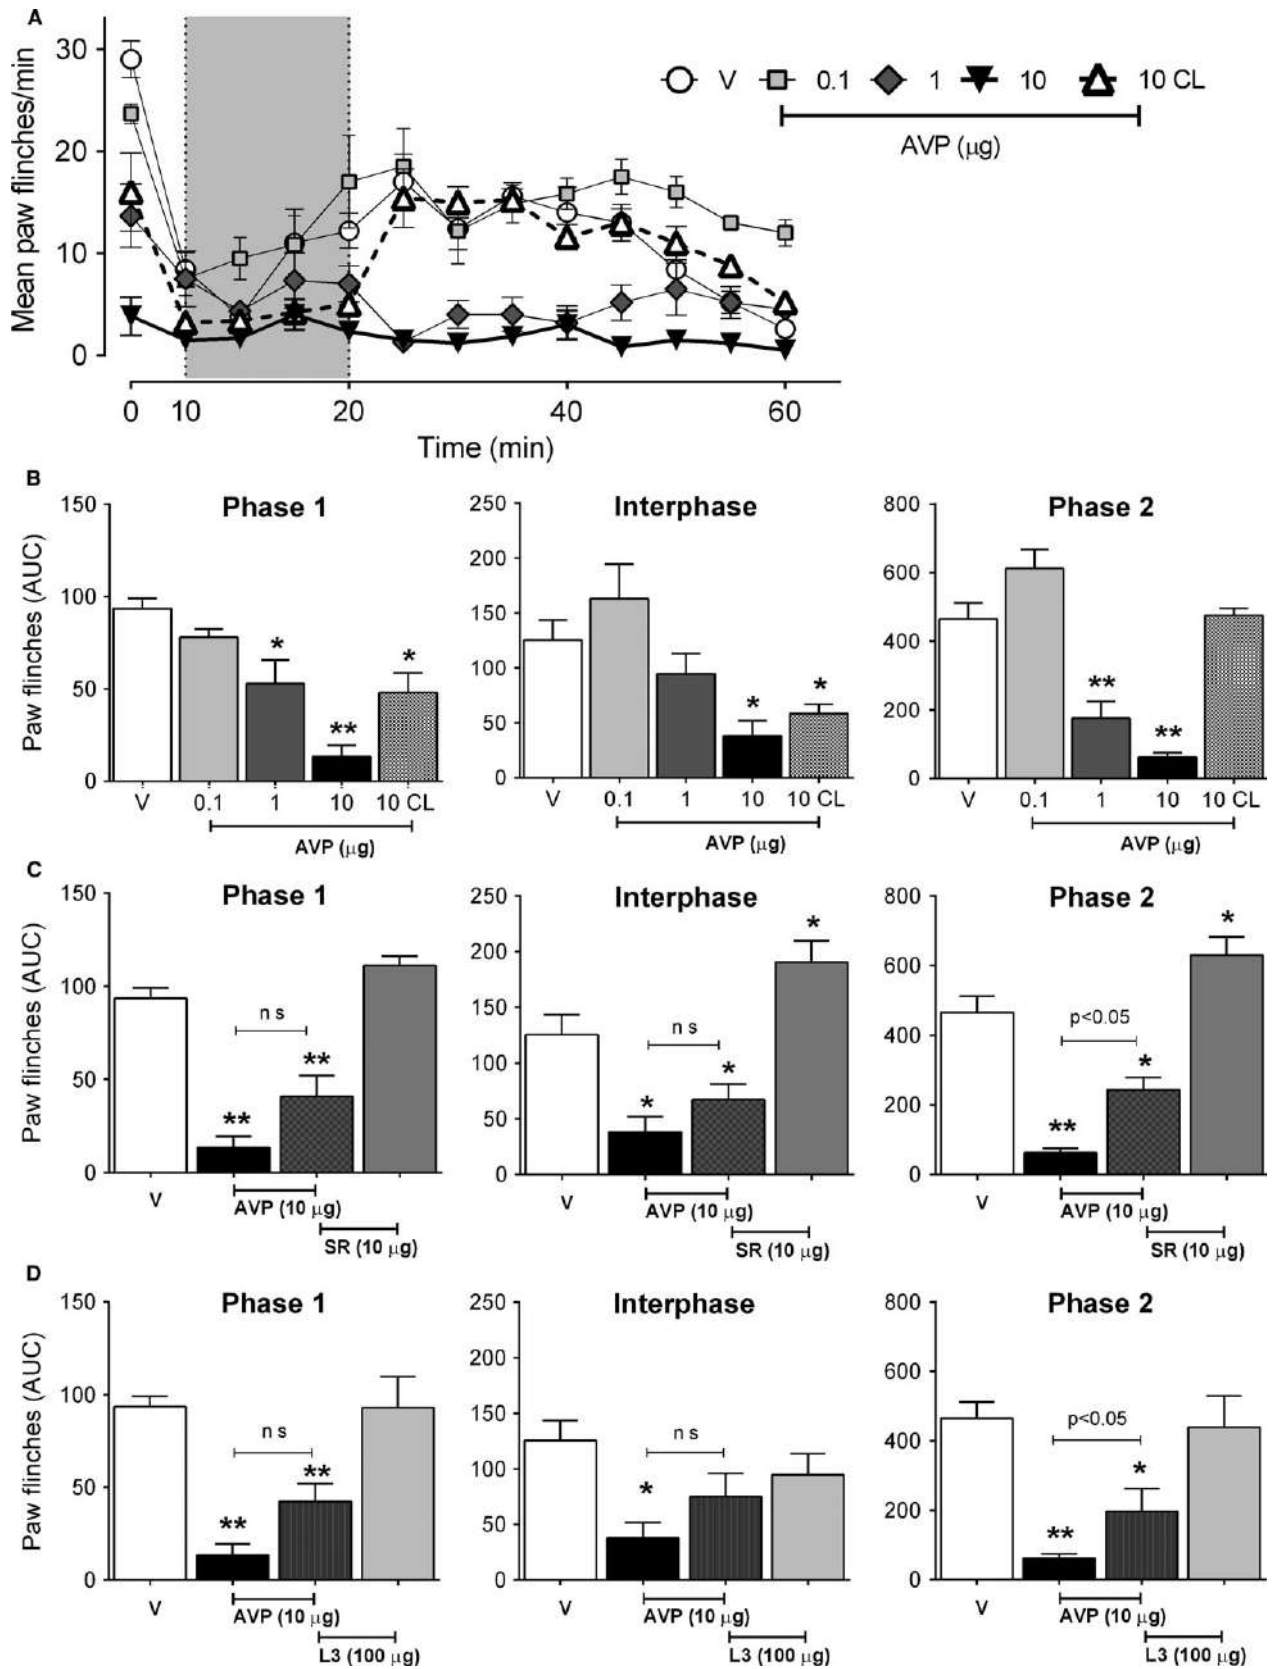 A
Mean paw flinches/min
30
20
10
0
V 0.1 1 10 10 CL
AVP (μg)
0 10 20 40 60
Time (min)
B
Paw flinches (AUC)
Phase 1
150
100
50
0
*
**
*
V 0.1 1 10 10 CL
AVP (μg)
Interphase
250
200
150
100
50
0
*
*
V 0.1 1 10 10 CL
AVP (μg)
Phase 2
800
600
400
200
0
**
**
V 0.1 1 10 10 CL
AVP (μg)
C
Paw flinches (AUC)
Phase 1
150
100
50
0
n s
**
**
V
AVP (10 μg)
SR (10 μg)
Interphase
250
200
150
100
50
0
*
n s
*
*
V
AVP (10 μg)
SR (10 μg)
Phase 2
800
600
400
200
0
*
p<0.05
*
**
V
AVP (10 μg)
SR (10 μg)
D
Paw flinches (AUC)
Phase 1
150
100
50
0
n s
**
**
V
AVP (10 μg)
L3 (100 μg)
Interphase
250
200
150
100
50
0
n s
*
V
AVP (10 μg)
L3 (100 μg)
Phase 2
800
600
400
200
0
p<0.05
*
**
V
AVP (10 μg)
L3 (100 μg)